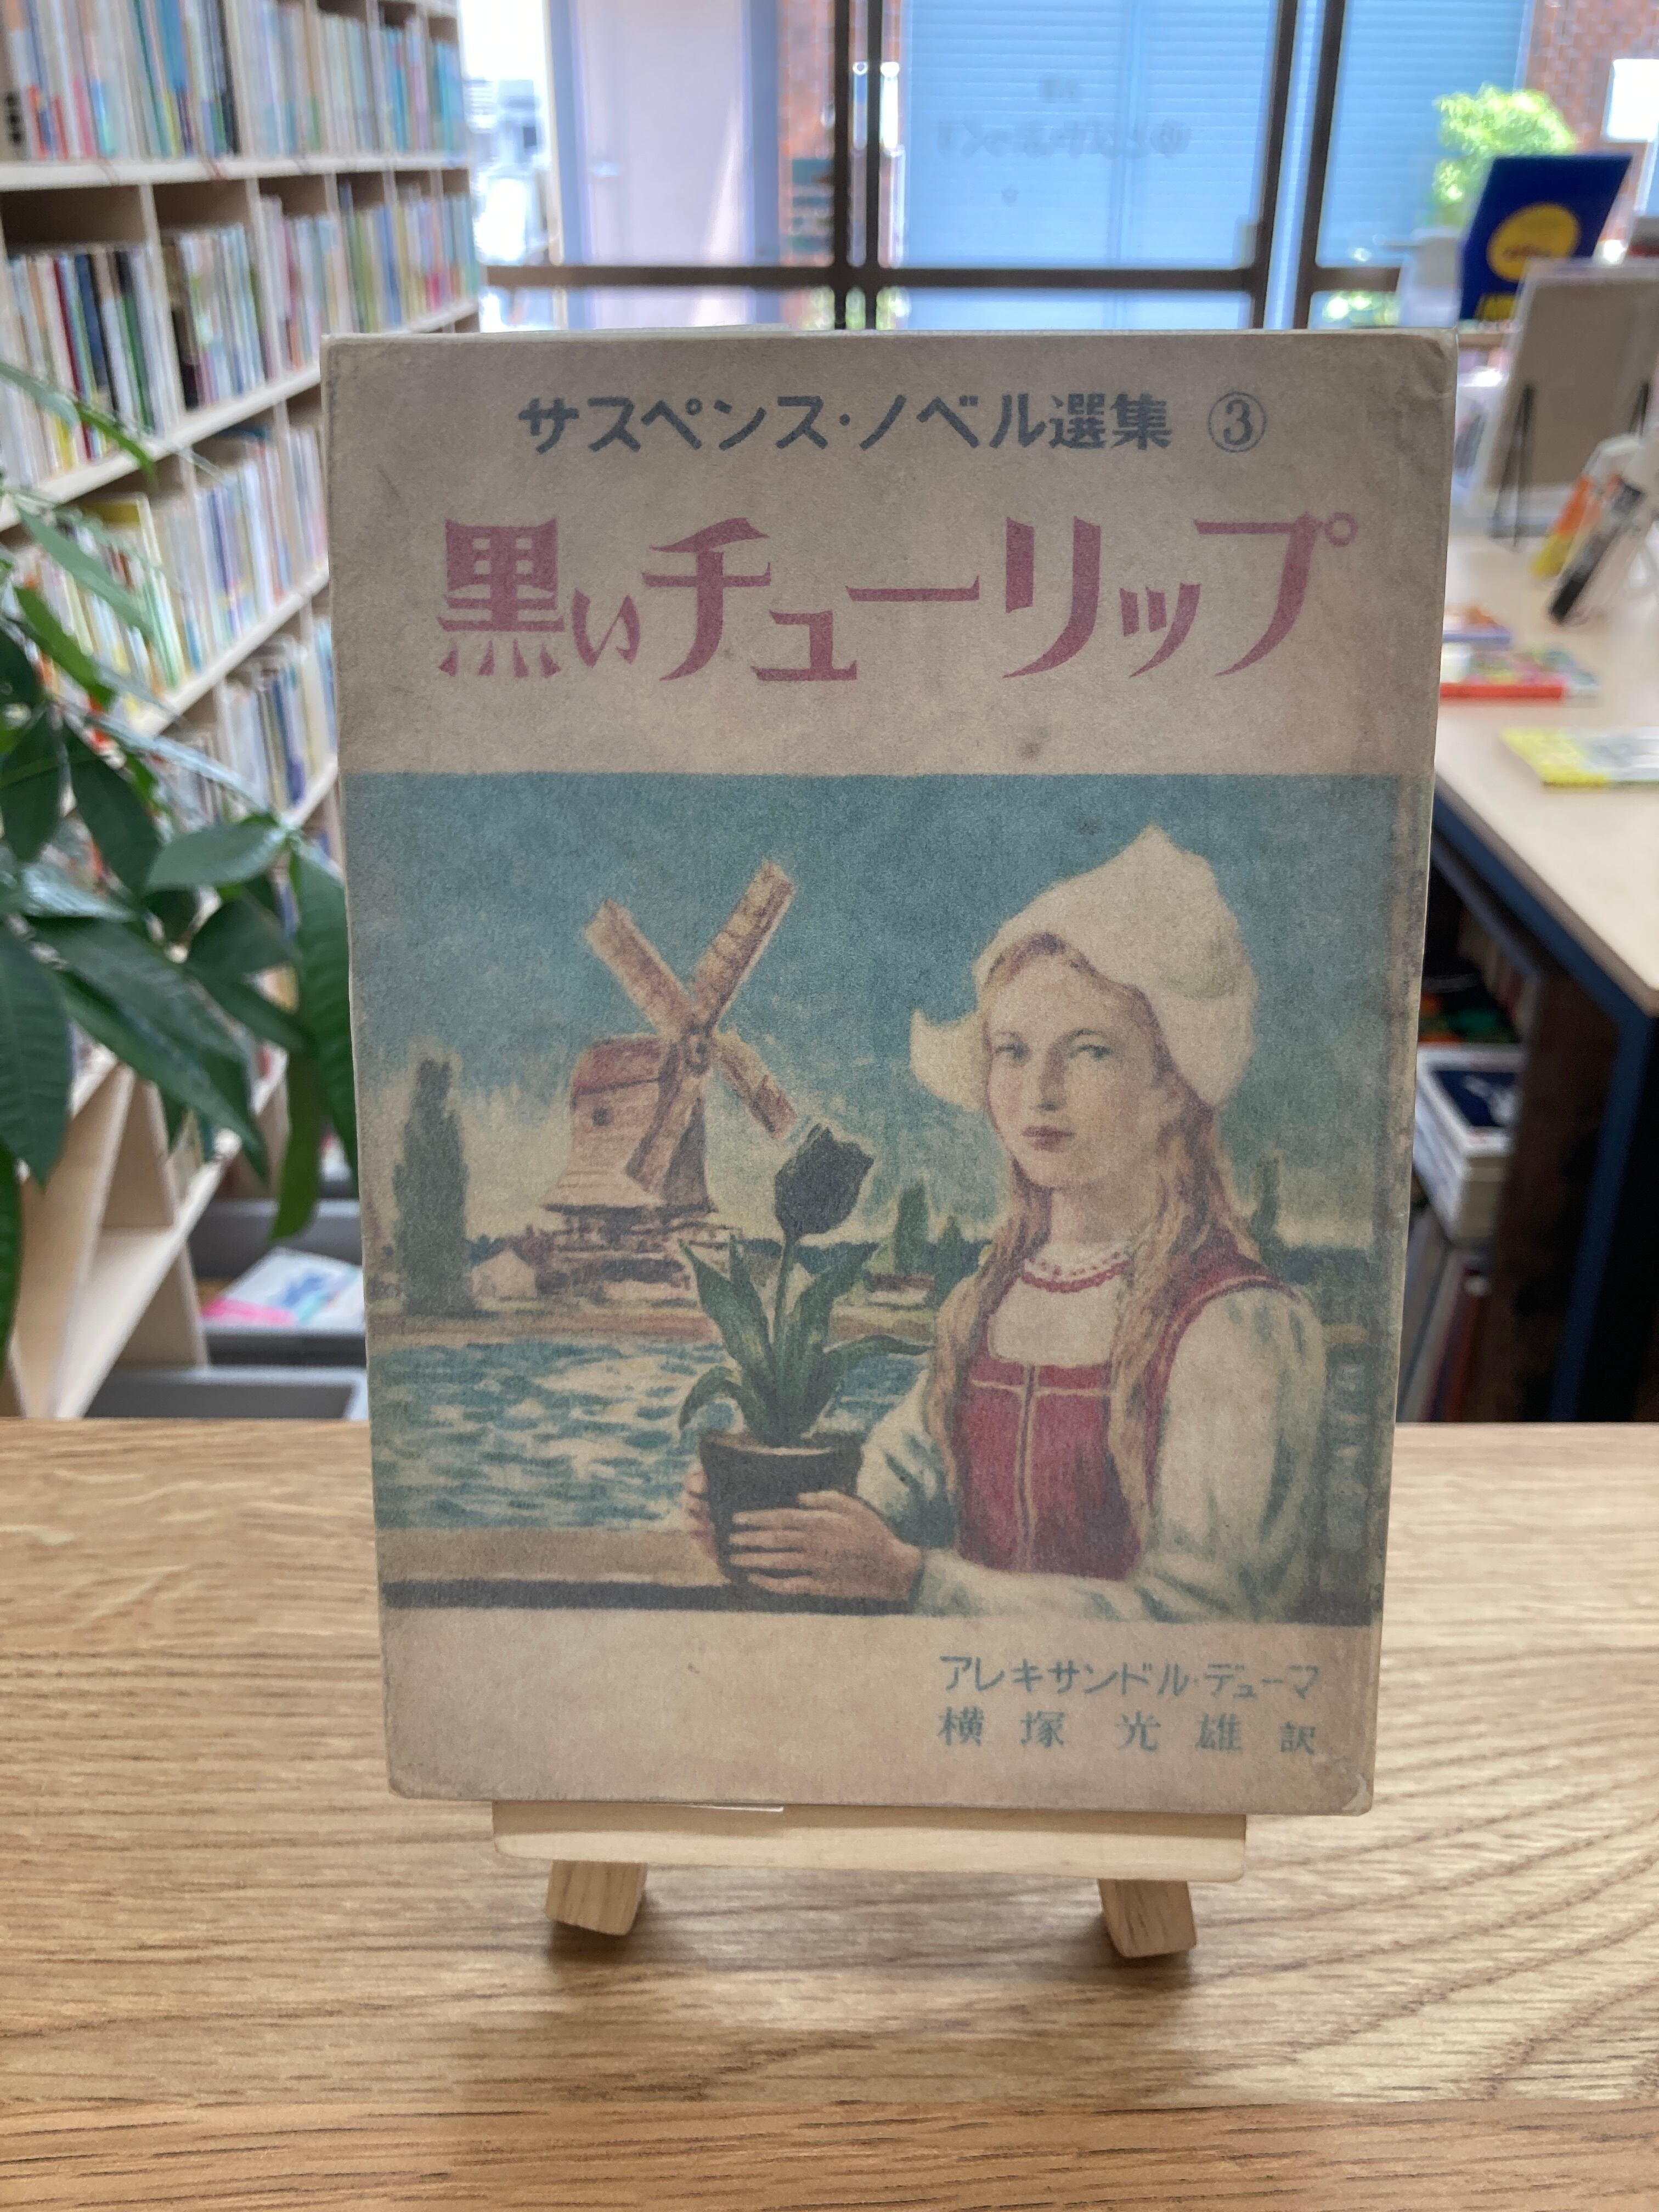 サスペンス・ノベル選集 ③
黒いチューリップ
アレキサンドル・デューマ
横塚光雄訳